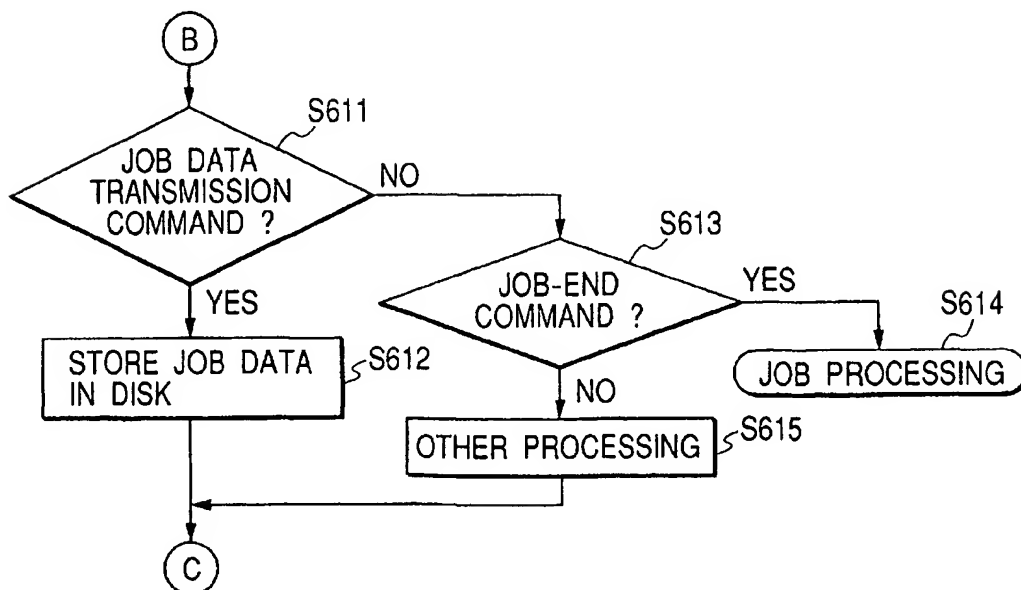 B
S611
JOB DATA
TRANSMISSION
COMMAND ?
NO
YES
S612
STORE JOB DATA
IN DISK
S613
JOB-END
COMMAND ?
YES
S614
JOB PROCESSING
NO
S615
OTHER PROCESSING
C